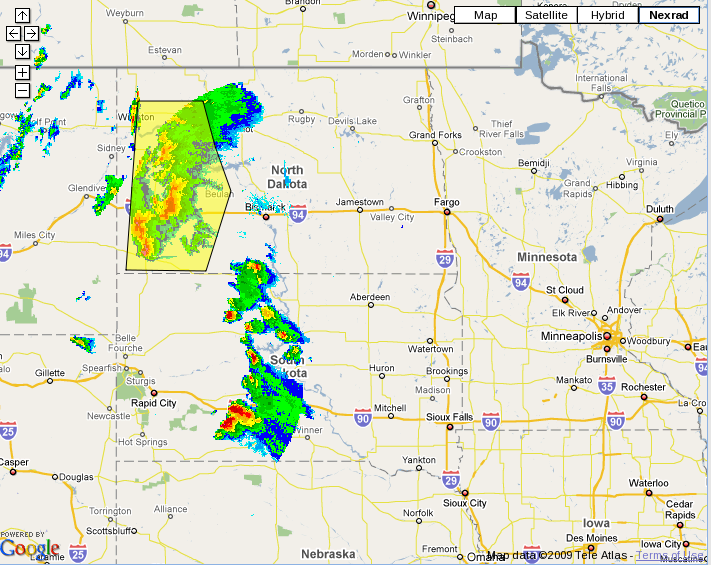 Brandon
Kenora
Dryden
Weyburn
Winnipeg
Map
Satellite
Hybrid
Nexrad
Steinbach
Estevan
Morden
Winkler
International
Falls
Quetico
Provincial P
Grafton
Rugby
Devils Lake
Thief
River Falls
Ely
Grand Forks
Sidney
Crookston
Bemidji
Virginia
North
Dakota
Grand
Rapids
Hibbing
Glendive
Beulah
Bismarck
94
Jamestown
Valley City
Fargo
Duluth
Miles City
94
29
Minnesota
94
St Cloud
Aberdeen
Elk River
Andover
Belle
Fourche
Minneapolis
Woodbury
Watertown
Burnsville
Spearfish
South
Dakota
Huron
Brookings
Gillette
Sturgis
Mankato
35
Rochester
94
Rapid City
Madison
Newcastle
Mitchell
90
Sioux Falls
90
90
La Cro
25
Hot Springs
Winner
Casper
Douglas
Yankton
29
Waterloo
Sioux City
Torrington
Alliance
Norfolk
Cedar
Rapids
Scottsbluff
Iowa
POWERED BY
Google
25
Laramie
Nebraska
Fremont
Omaha
Des Moines
Iowa City
Map data ©2009 Tele Atlas - Terms of Use
Muscatine